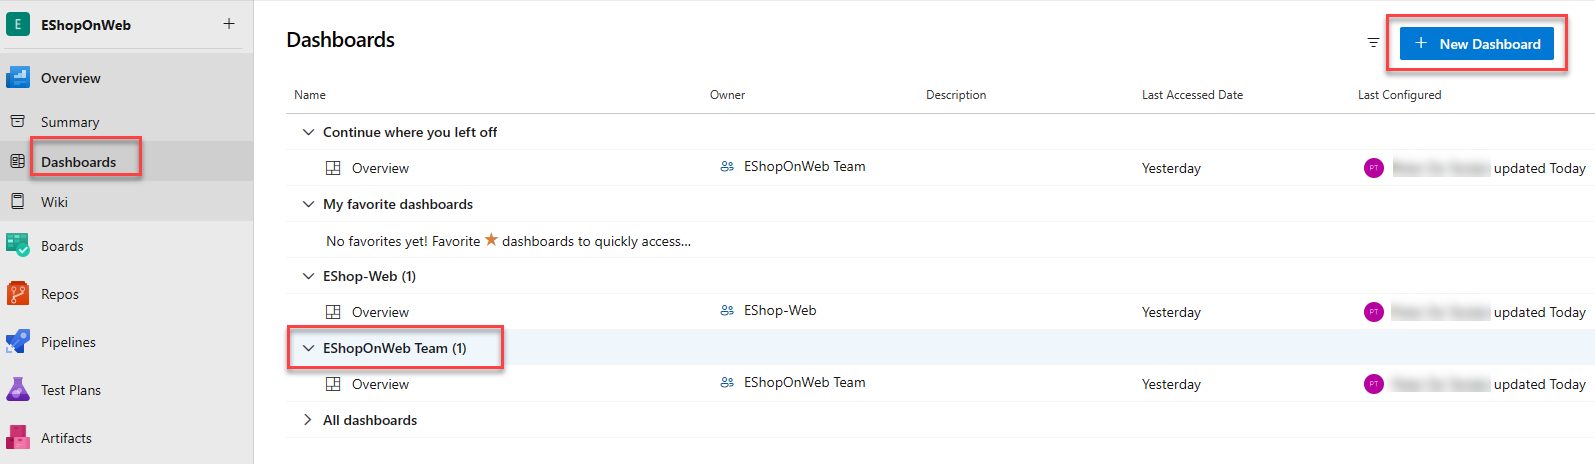 E EShopOnWeb +
Overview
Summary
Dashboards
Wiki
Boards
Repos
Pipelines
Test Plans
Artifacts
Dashboards
+ New Dashboard
Name Owner Description Last Accessed Date Last Configured
Continue where you left off
Overview EShopOnWeb Team Yesterday PT updated Today
My favorite dashboards
No favorites yet! Favorite ★ dashboards to quickly access...
EShop-Web (1)
Overview EShop-Web Yesterday PT updated Today
EShopOnWeb Team (1)
Overview EShopOnWeb Team Yesterday PT updated Today
All dashboards